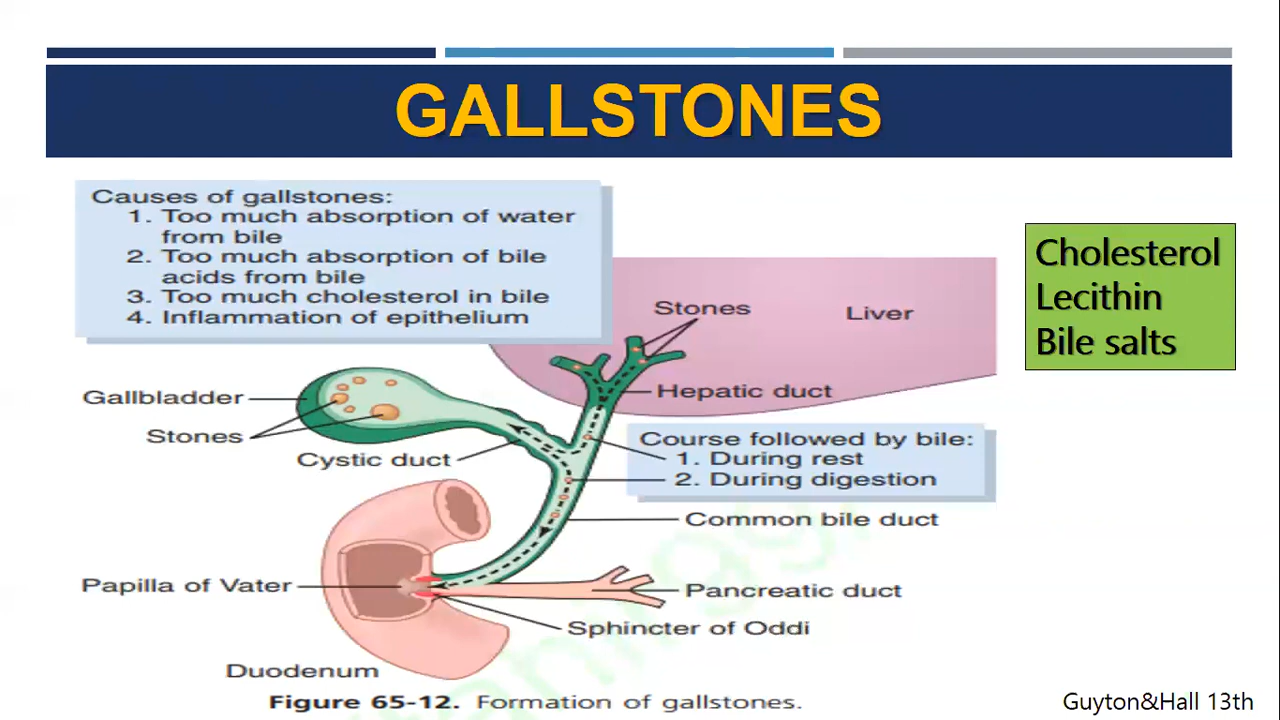 GALLSTONES
Causes of gallstones:
1. Too much absorption of water
from bile
2. Too much absorption of bile
acids from bile
3. Too much cholesterol in bile
4. Inflammation of epithelium
Cholesterol
Lecithin
Bile salts
Stones
Liver
Hepatic duct
Gallbladder
Stones
Cystic duct
Course followed by bile:
1. During rest
2. During digestion
Common bile duct
Papilla of Vater
Pancreatic duct
Sphincter of Oddi
Duodenum
Figure 65-12. Formation of gallstones.
Guyton&Hall 13th